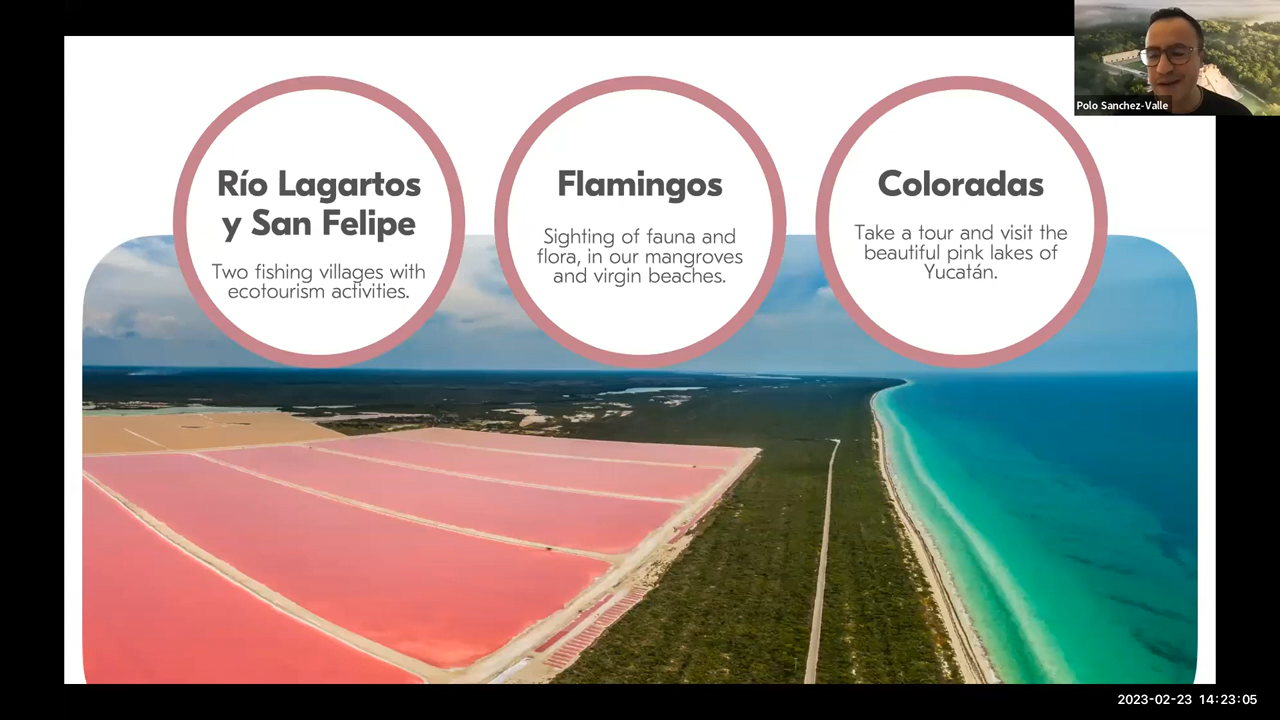 Río Lagartos
y San Felipe
Two fishing villages with
ecotourism activities.
Flamingos
Sighting of fauna and
flora, in our mangroves
and virgin beaches.
Coloradas
Take a tour and visit the
beautiful pink lakes of
Yucatán.
Polo Sanchez-Valle
2023-02-23 14:23:05